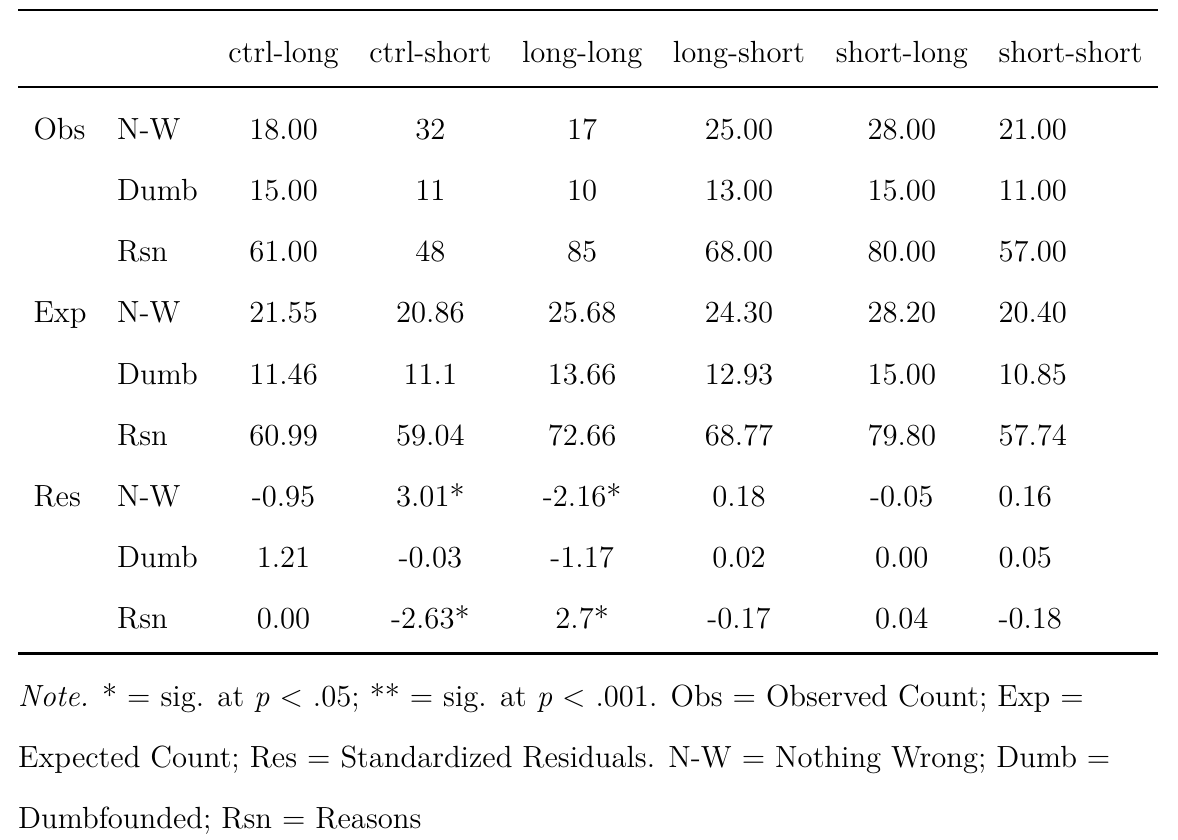 ctrl-long ctrl-short long-long long-short short-long short-short
Obs N-W 18.00 32 17 25.00 28.00 21.00
Dumb 15.00 11 10 13.00 15.00 11.00
Rsn 61.00 48 85 68.00 80.00 57.00
Exp N-W 21.55 20.86 25.68 24.30 28.20 20.40
Dumb 11.46 11.1 13.66 12.93 15.00 10.85
Rsn 60.99 59.04 72.66 68.77 79.80 57.74
Res N-W -0.95 3.01* -2.16* 0.18 -0.05 0.16
Dumb 1.21 -0.03 -1.17 0.02 0.00 0.05
Rsn 0.00 -2.63* 2.7* -0.17 0.04 -0.18
Note. * = sig. at p < .05; ** = sig. at p < .001. Obs = Observed Count; Exp =
Expected Count; Res = Standardized Residuals. N-W = Nothing Wrong; Dumb =
Dumbfounded; Rsn = Reasons